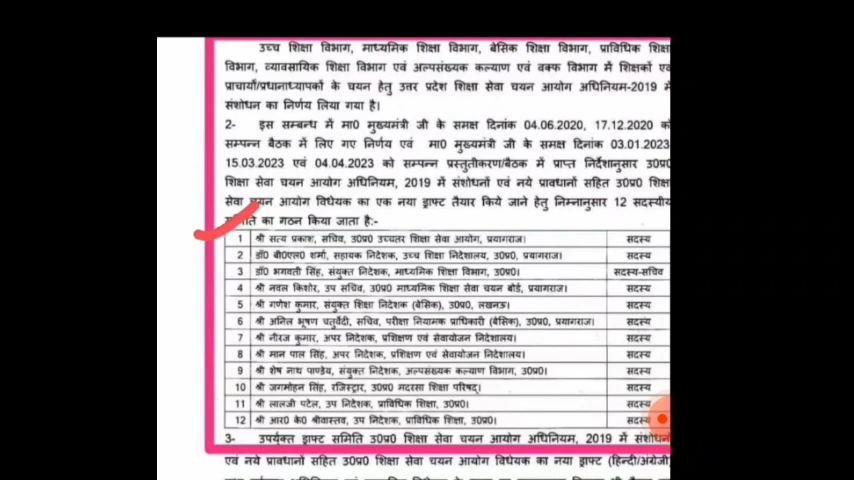 उच्च शिक्षा विभाग, माध्यमिक शिक्षा विभाग, बेसिक शिक्षा विभाग, प्राविधिक शिक्षा
विभाग, व्यावसायिक शिक्षा विभाग एवं अल्पसंख्यक कल्याण एवं वक्फ विभाग में शिक्षकों एवं
प्राचार्यो/प्रधानाध्यापकों के चयन हेतु उत्तर प्रदेश शिक्षा सेवा चयन आयोग अधिनियम-2019 में
संशोधन का निर्णय लिया गया है।
2- इस सम्बन्ध में मा0 मुख्यमंत्री जी के समक्ष दिनांक 04.06.2020, 17.12.2020 को
सम्पन्न बैठक में लिए गए निर्णय एवं मा0 मुख्यमंत्री जी के समक्ष दिनांक 03.01.2023
15.03.2023 एवं 04.04.2023 को सम्पन्न प्रस्तुतीकरण/बैठक में प्राप्त निर्देशानुसार उ0प्र0
शिक्षा सेवा चयन आयोग अधिनियम, 2019 में संशोधनों एवं नये प्रावधानों सहित उ0प्र0 शिक्षा
सेवा चयन आयोग विधेयक का एक नया ड्राफ्ट तैयार किये जाने हेतु निम्नानुसार 12 सदस्यीय
समिति का गठन किया जाता है:-
1 श्री सत्य प्रकाश, सचिव, उ0प्र0 उच्चतर शिक्षा सेवा आयोग, प्रयागराज। सदस्य
2 डॉ0 बी0एल0 शर्मा, सहायक निदेशक, उच्च शिक्षा निदेशालय, उ0प्र0, प्रयागराज। सदस्य
3 डॉ0 भगवती सिंह, संयुक्त निदेशक, माध्यमिक शिक्षा विभाग, उ0प्र0। सदस्य-सचिव
4 श्री नवल किशोर, उप सचिव, उ0प्र0 माध्यमिक शिक्षा सेवा चयन बोर्ड, प्रयागराज। सदस्य
5 श्री गणेश कुमार, संयुक्त शिक्षा निदेशक (बेसिक), उ0प्र0, लखनऊ। सदस्य
6 श्री अनिल भूषण चतुर्वेदी, सचिव, परीक्षा नियामक प्राधिकारी (बेसिक), उ0प्र0, प्रयागराज। सदस्य
7 श्री नीरज कुमार, अपर निदेशक, प्रशिक्षण एवं सेवायोजन निदेशालय। सदस्य
8 श्री मान पाल सिंह, अपर निदेशक, प्रशिक्षण एवं सेवायोजन निदेशालय। सदस्य
9 श्री शेष नाथ पाण्डेय, संयुक्त निदेशक, अल्पसंख्यक कल्याण विभाग, उ0प्र0। सदस्य
10 श्री जगमोहन सिंह, रजिस्ट्रार, उ0प्र0 मदरसा शिक्षा परिषद्। सदस्य
11 श्री लालजी पटेल, उप निदेशक, प्राविधिक शिक्षा, उ0प्र0। सदस्य
12 श्री आर0 के0 श्रीवास्तव, उप निदेशक, प्राविधिक शिक्षा, उ0प्र0। सदस्य
3- उपर्युक्त ड्राफ्ट समिति उ0प्र0 शिक्षा सेवा चयन आयोग अधिनियम, 2019 में संशोधन
एवं नये प्रावधानों सहित उ0प्र0 शिक्षा सेवा चयन आयोग विधेयक का नया ड्राफ्ट (हिन्दी/अंग्रेजी)